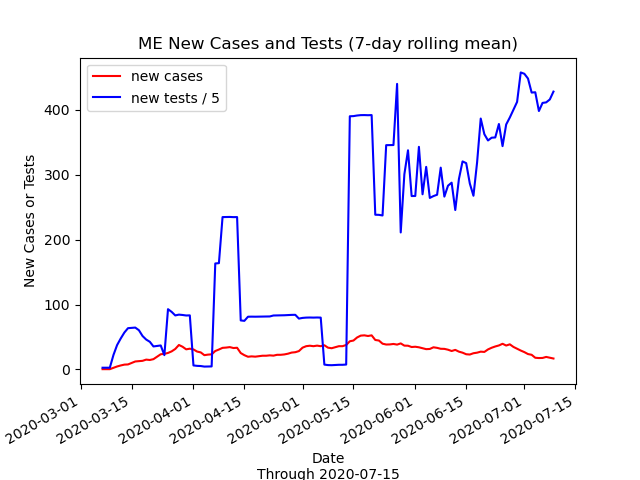 ME New Cases and Tests (7-day rolling mean)
new cases
new tests / 5
New Cases or Tests
400
300
200
100
0
2020-03-01
2020-03-15
2020-04-01
2020-04-15
2020-05-01
2020-05-15
2020-06-01
2020-06-15
2020-07-01
2020-07-15
Date
Through 2020-07-15